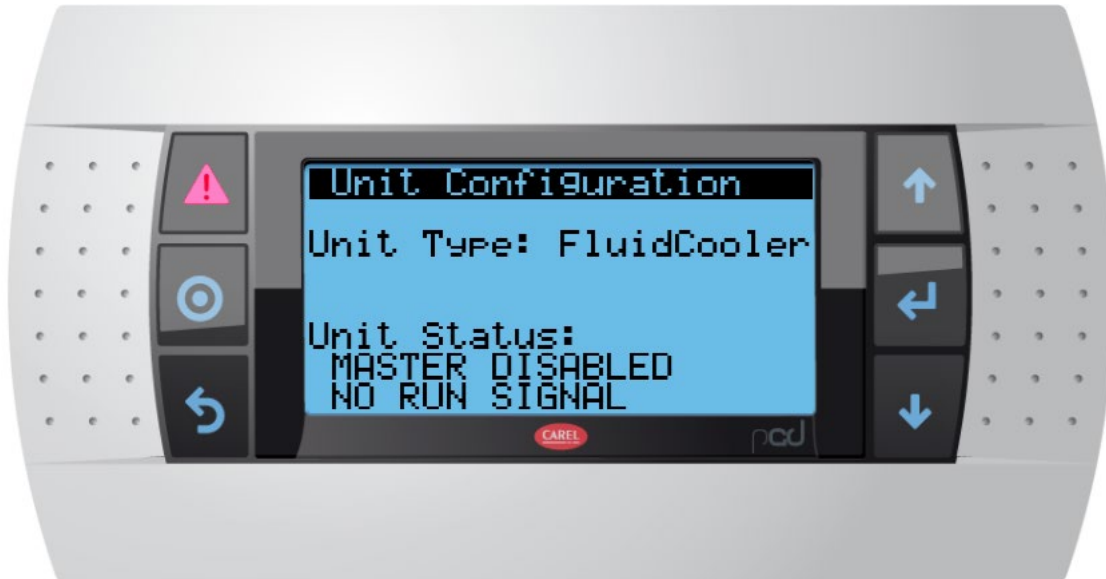 Unit Configuration
Unit Type: FluidCooler
Unit Status:
MASTER DISABLED
NO RUN SIGNAL
CAREL
pGD